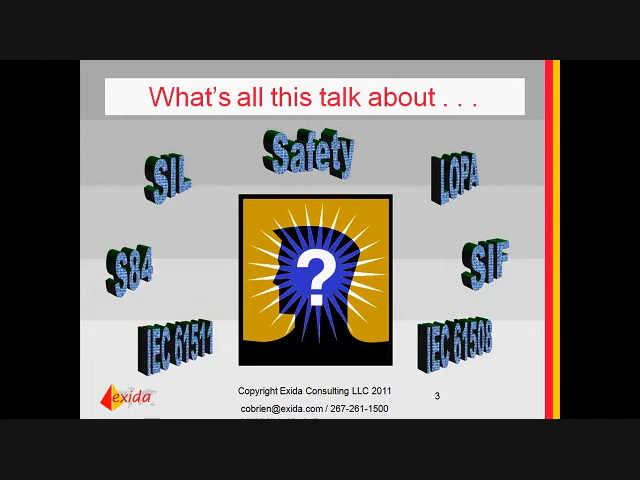 What's all this talk about . . .
Safety
SIL
LOPA
S84
SIF
?
IEC 61511
IEC 61508
exida
Copyright Exida Consulting LLC 2011
3
cobrien@exida.com / 267-261-1500